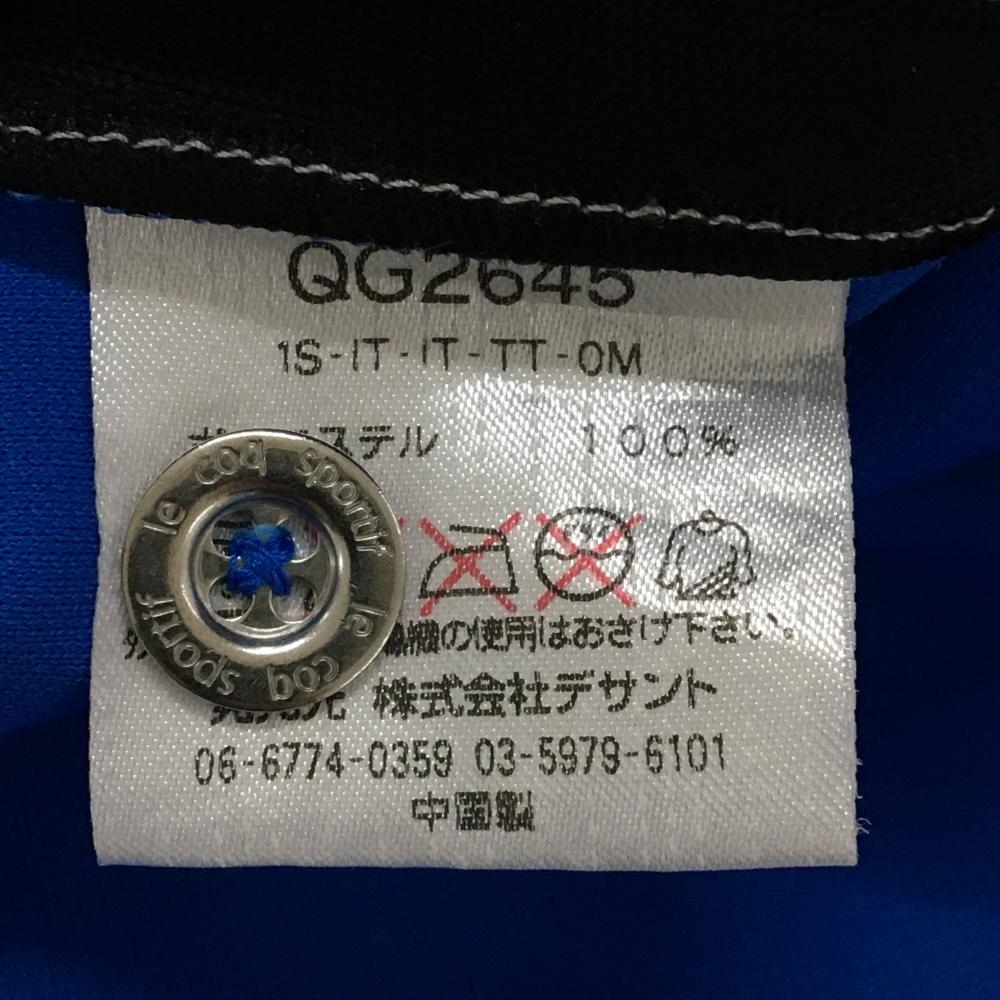 QG2645
1S-IT-IT-TT-0M
ステル 100%
の使用はおさけ下さい。
株式会社デサント
06-6774-0359 03-5979-6101
中国製
le coq sportif le coq sportif